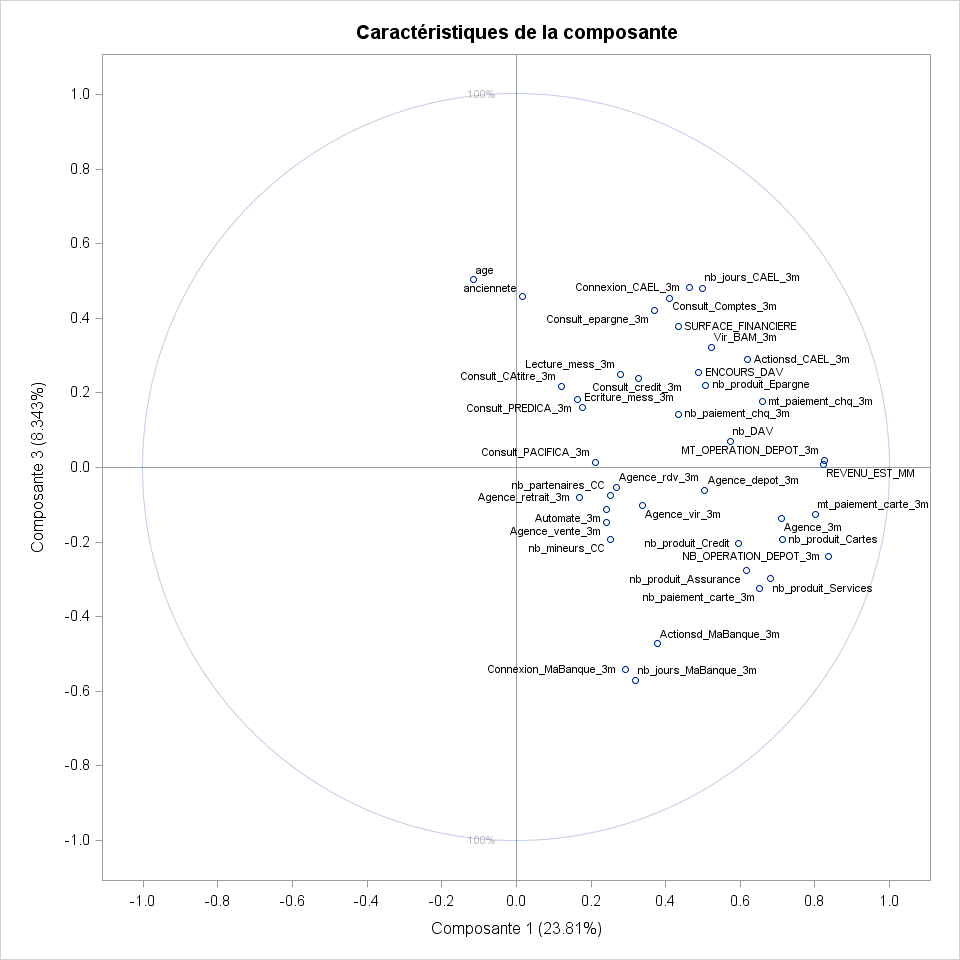 Caractéristiques de la composante
100%
1.0
0.8
0.6
age
anciennete
Connexion_CAEL_3m
nb_jours_CAEL_3m
Consult_Comptes_3m
Consult_epargne_3m
0.4
SURFACE_FINANCIERE
Vir_BAM_3m
Actionsd_CAEL_3m
Lecture_mess_3m
ENCOURS_DAV
Consult_CAtitre_3m
Consult_credit_3m
nb_produit_Epargne
0.2
Ecriture_mess_3m
mt_paiement_chq_3m
Consult_PREDICA_3m
nb_paiement_chq_3m
nb_DAV
Consult_PACIFICA_3m
MT_OPERATION_DEPOT_3m
0.0
REVENU_EST_MM
Agence_rdv_3m
Agence_depot_3m
nb_partenaires_CC
Agence_retrait_3m
mt_paiement_carte_3m
Automate_3m
Agence_vir_3m
Agence_3m
Agence_vente_3m
nb_produit_Cartes
-0.2
nb_mineurs_CC
nb_produit_Credit
NB_OPERATION_DEPOT_3m
nb_produit_Assurance
nb_produit_Services
nb_paiement_carte_3m
-0.4
Actionsd_MaBanque_3m
Connexion_MaBanque_3m
nb_jours_MaBanque_3m
-0.6
-0.8
100%
-1.0
-1.0 -0.8 -0.6 -0.4 -0.2 0.0 0.2 0.4 0.6 0.8 1.0
Composante 1 (23.81%)
Composante 3 (8.343%)